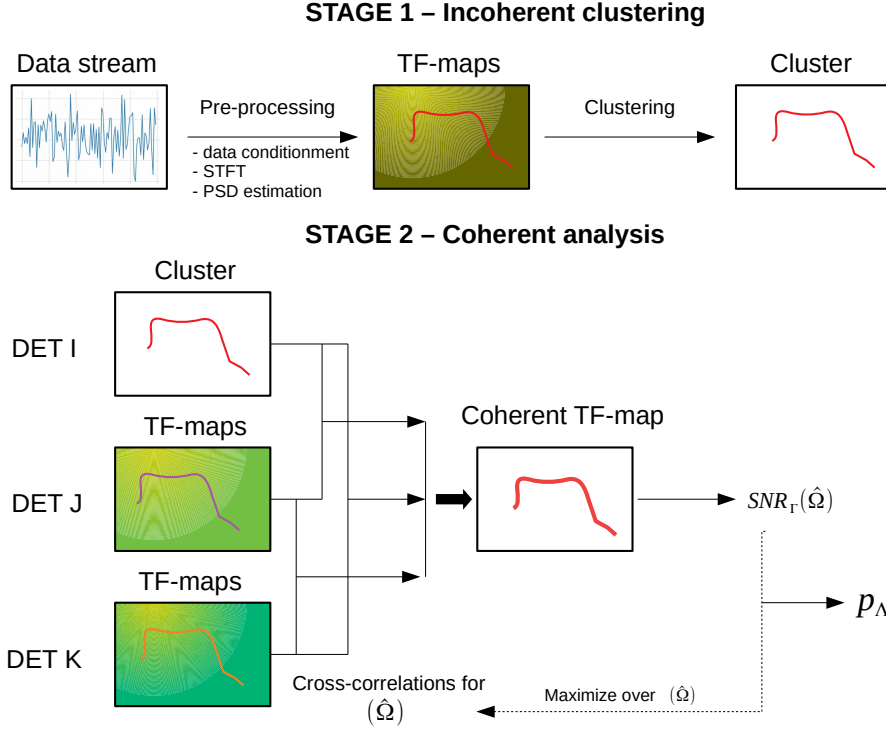 STAGE 1 – Incoherent clustering
Data stream
TF-maps
Cluster
Pre-processing
Clustering
- data conditionment
- STFT
- PSD estimation
STAGE 2 – Coherent analysis
Cluster
DET I
TF-maps
Coherent TF-map
DET J
SNR_Γ(Ω̂)
TF-maps
p_Λ
DET K
Cross-correlations for
(Ω̂)
Maximize over (Ω̂)